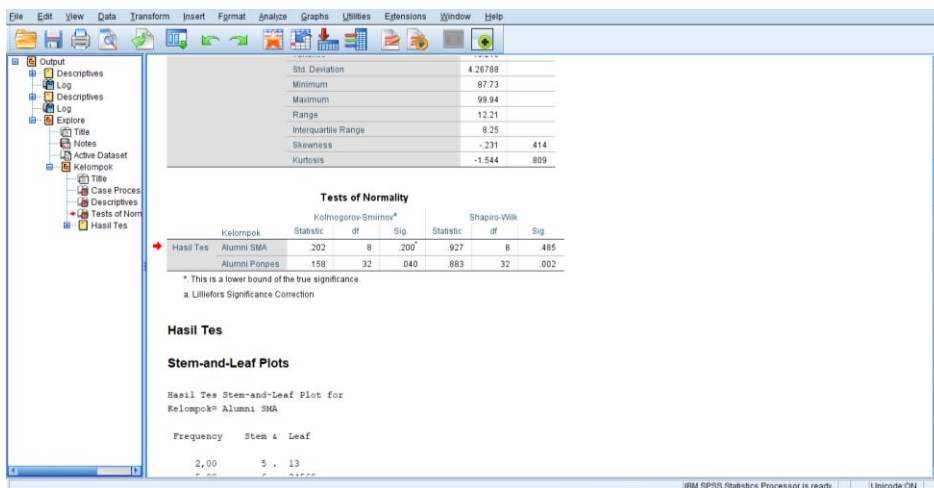 File Edit View Data Transform Insert Format Analyze Graphs Utilities Extensions Window Help
Output
Descriptives
Log
Descriptives
Log
Explore
Title
Notes
Active Dataset
Kelompok
Title
Case Proces
Descriptives
Tests of Norm
Hasil Tes
Std. Deviation 4.26788
Minimum 87.73
Maximum 99.94
Range 12.21
Interquartile Range 8.25
Skewness -.231 .414
Kurtosis -1.544 .809
Tests of Normality
Kolmogorov-Smirnov^a Shapiro-Wilk
Kelompok Statistic df Sig. Statistic df Sig.
Hasil Tes Alumni SMA .202 8 .200* .927 8 .485
Alumni Ponpes .158 32 .040 .883 32 .002
*. This is a lower bound of the true significance.
a. Lilliefors Significance Correction
Hasil Tes
Stem-and-Leaf Plots
Hasil Tes Stem-and-Leaf Plot for
Kelompok= Alumni SMA
Frequency Stem & Leaf
2,00 5 . 13
IBM SPSS Statistics Processor is ready Unicode:ON